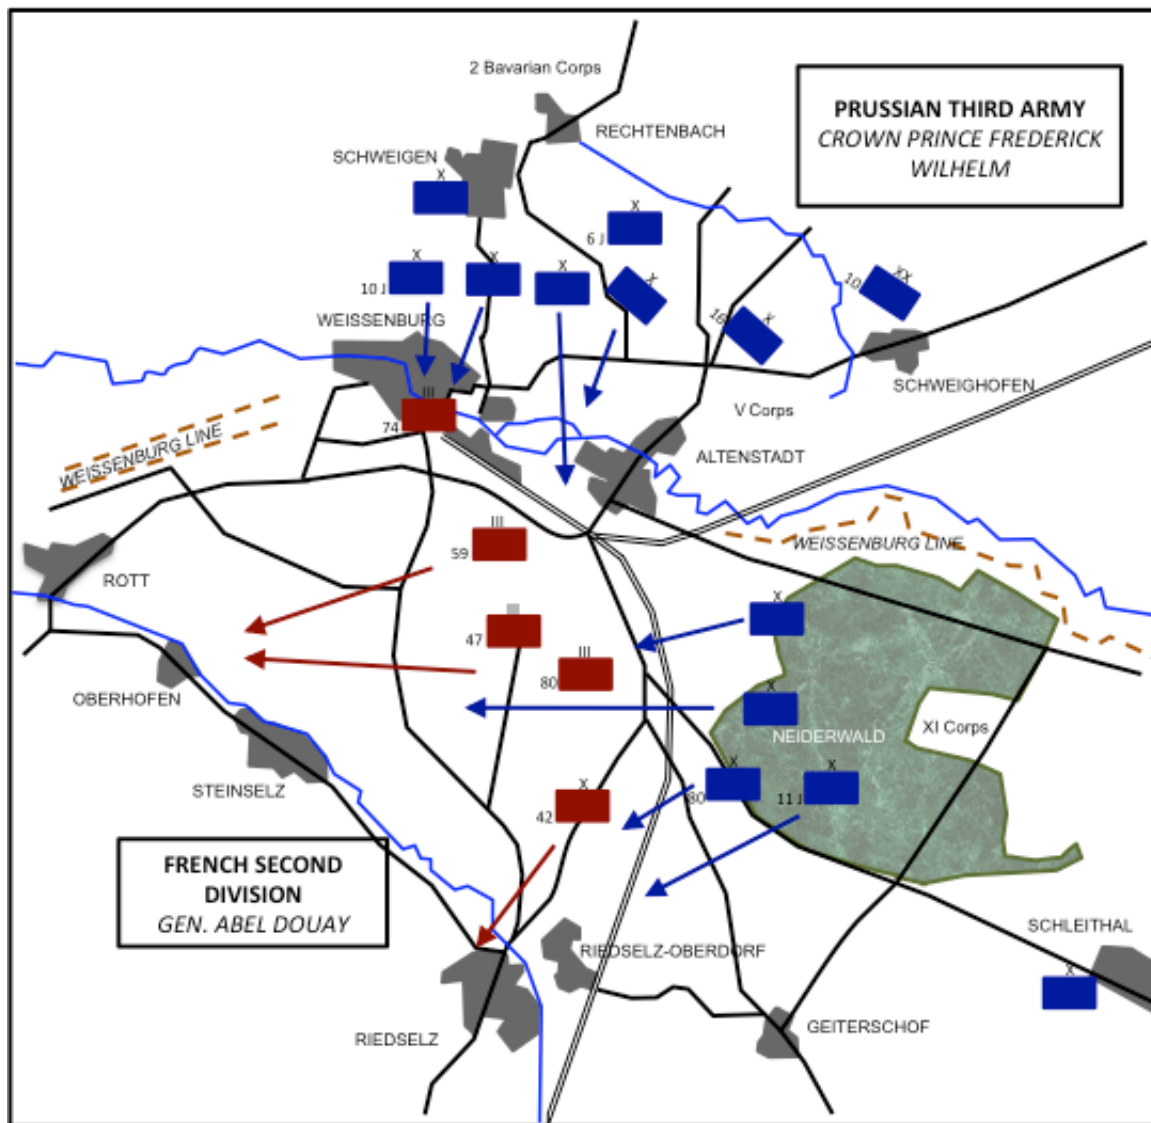 2 Bavarian Corps
RECHTENBACH
PRUSSIAN THIRD ARMY
CROWN PRINCE FREDERICK
WILHELM
SCHWEIGEN
X
X
6 J
X
X
X
X
XX
10
10 J
16
X
WEISSENBURG
SCHWEIGHOFEN
III
74
V Corps
WEISSENBURG LINE
ALTENSTADT
III
59
WEISSENBURG LINE
ROTT
III
47
X
III
80
OBERHOFEN
X
NEIDERWALD
XI Corps
STEINSELZ
X
42
X
80
X
11 J
FRENCH SECOND
DIVISION
GEN. ABEL DOUAY
SCHLEITHAL
RIEDSELZ-OBERDORF
X
RIEDSELZ
GEITERSCHOF